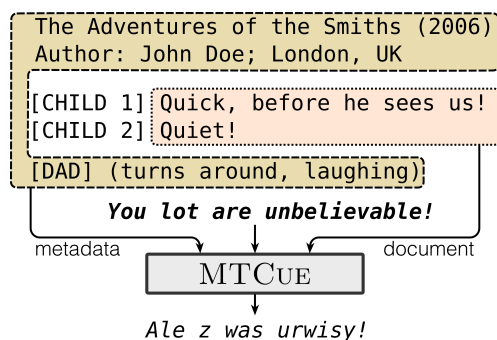 The Adventures of the Smiths (2006)
Author: John Doe; London, UK
[CHILD 1] Quick, before he sees us!
[CHILD 2] Quiet!
[DAD] (turns around, laughing)
You lot are unbelievable!
metadata
document
MTCUE
Ale z was urwisy!